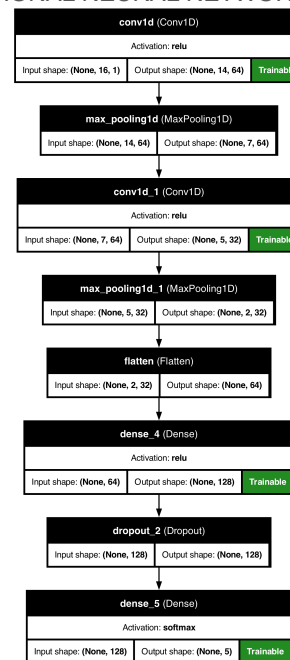 conv1d (Conv1D)
Activation: relu
Input shape: (None, 16, 1) Output shape: (None, 14, 64) Trainable
max_pooling1d (MaxPooling1D)
Input shape: (None, 14, 64) Output shape: (None, 7, 64)
conv1d_1 (Conv1D)
Activation: relu
Input shape: (None, 7, 64) Output shape: (None, 5, 32) Trainable
max_pooling1d_1 (MaxPooling1D)
Input shape: (None, 5, 32) Output shape: (None, 2, 32)
flatten (Flatten)
Input shape: (None, 2, 32) Output shape: (None, 64)
dense_4 (Dense)
Activation: relu
Input shape: (None, 64) Output shape: (None, 128) Trainable
dropout_2 (Dropout)
Input shape: (None, 128) Output shape: (None, 128)
dense_5 (Dense)
Activation: softmax
Input shape: (None, 128) Output shape: (None, 5) Trainable